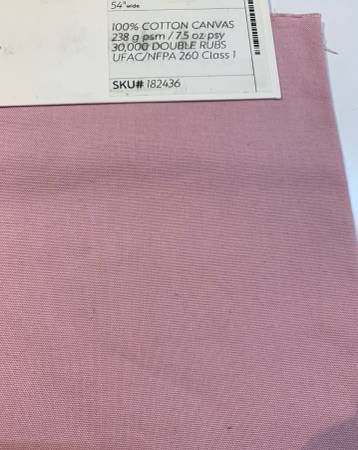 54" wide
100% COTTON CANVAS
238 g psm / 7.5 oz psy
30,000 DOUBLE RUBS
UFAC/NFPA 260 Class 1
SKU# 182436